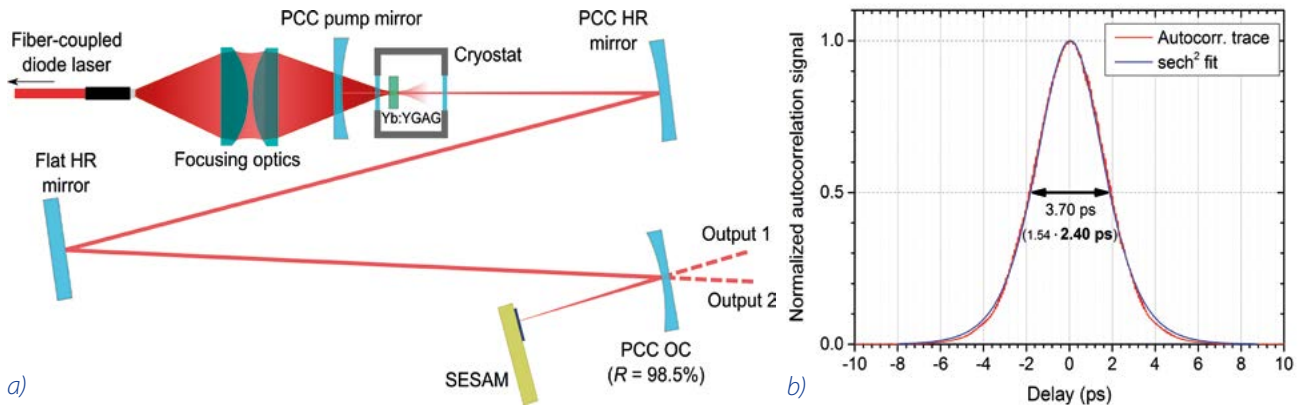 Fiber-coupled
diode laser
PCC pump mirror
PCC HR
mirror
Cryostat
Yb:YGAG
Focusing optics
Flat HR
mirror
Output 1
Output 2
SESAM
PCC OC
(R = 98.5%)
a)
Normalized autocorrelation signal
1.0
0.5
0.0
Autocorr. trace
sech² fit
3.70 ps
(1.54 · 2.40 ps)
-10 -8 -6 -4 -2 0 2 4 6 8 10
Delay (ps)
b)